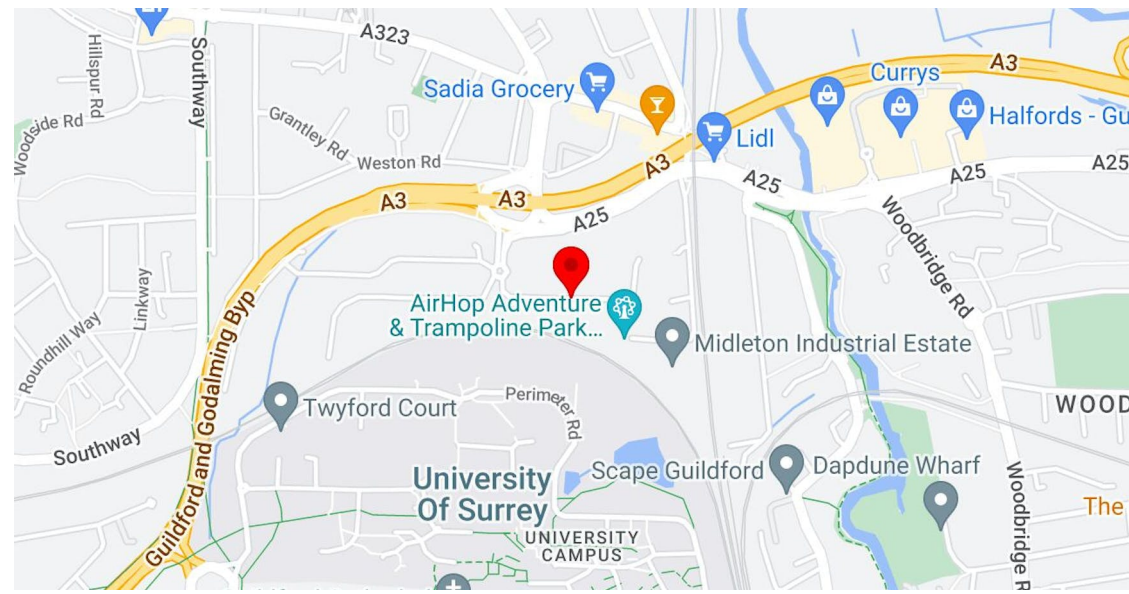 A323
Hillspur Rd
Southway
A3
Currys
Sadia Grocery
Halfords - Gu
Woodside Rd
Grantley Rd
Lidl
Weston Rd
A3
A25
A25
A25
A3
A3
A25
Woodbridge Rd
Linkway
AirHop Adventure
& Trampoline Park...
Roundhill Way
Midleton Industrial Estate
Guildford and Godalming Byp
Twyford Court
Perimeter Rd
WOOD
Southway
University
Of Surrey
Scape Guildford
Dapdune Wharf
Woodbridge R
The
UNIVERSITY
CAMPUS